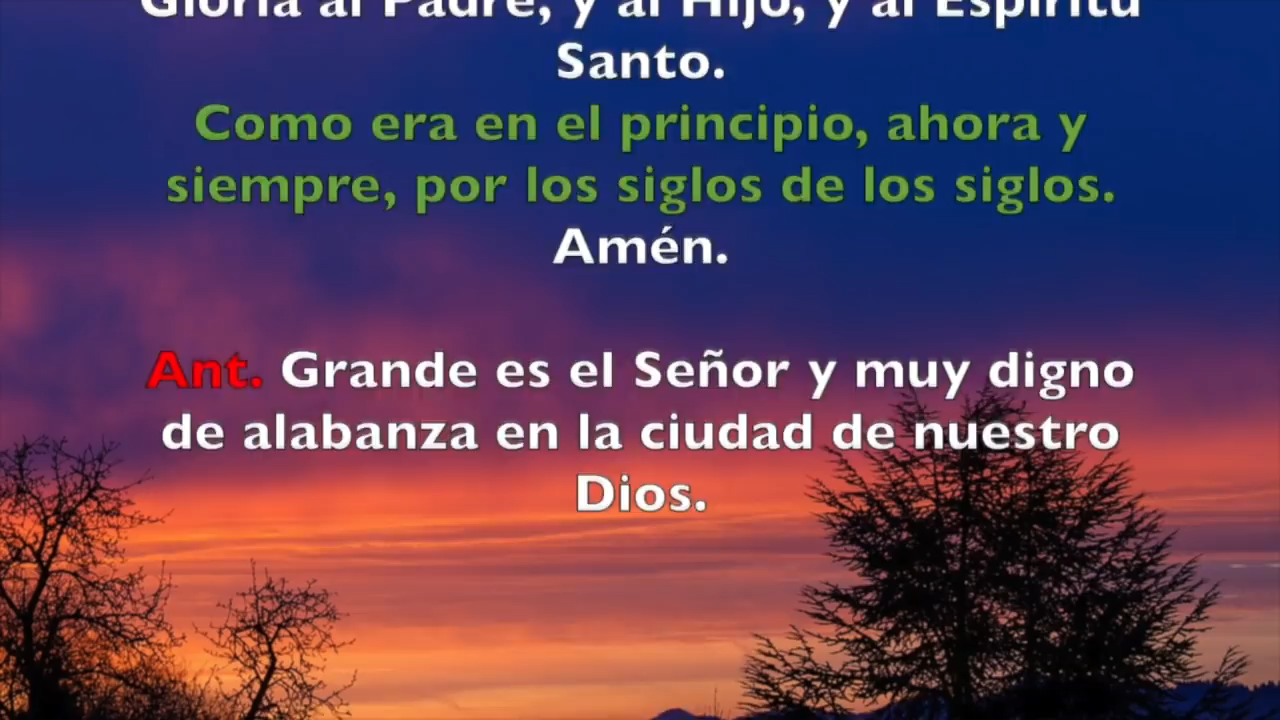 Gloria al Padre, y al Hijo, y al Espíritu
Santo.
Como era en el principio, ahora y
siempre, por los siglos de los siglos.
Amén.
Ant. Grande es el Señor y muy digno
de alabanza en la ciudad de nuestro
Dios.